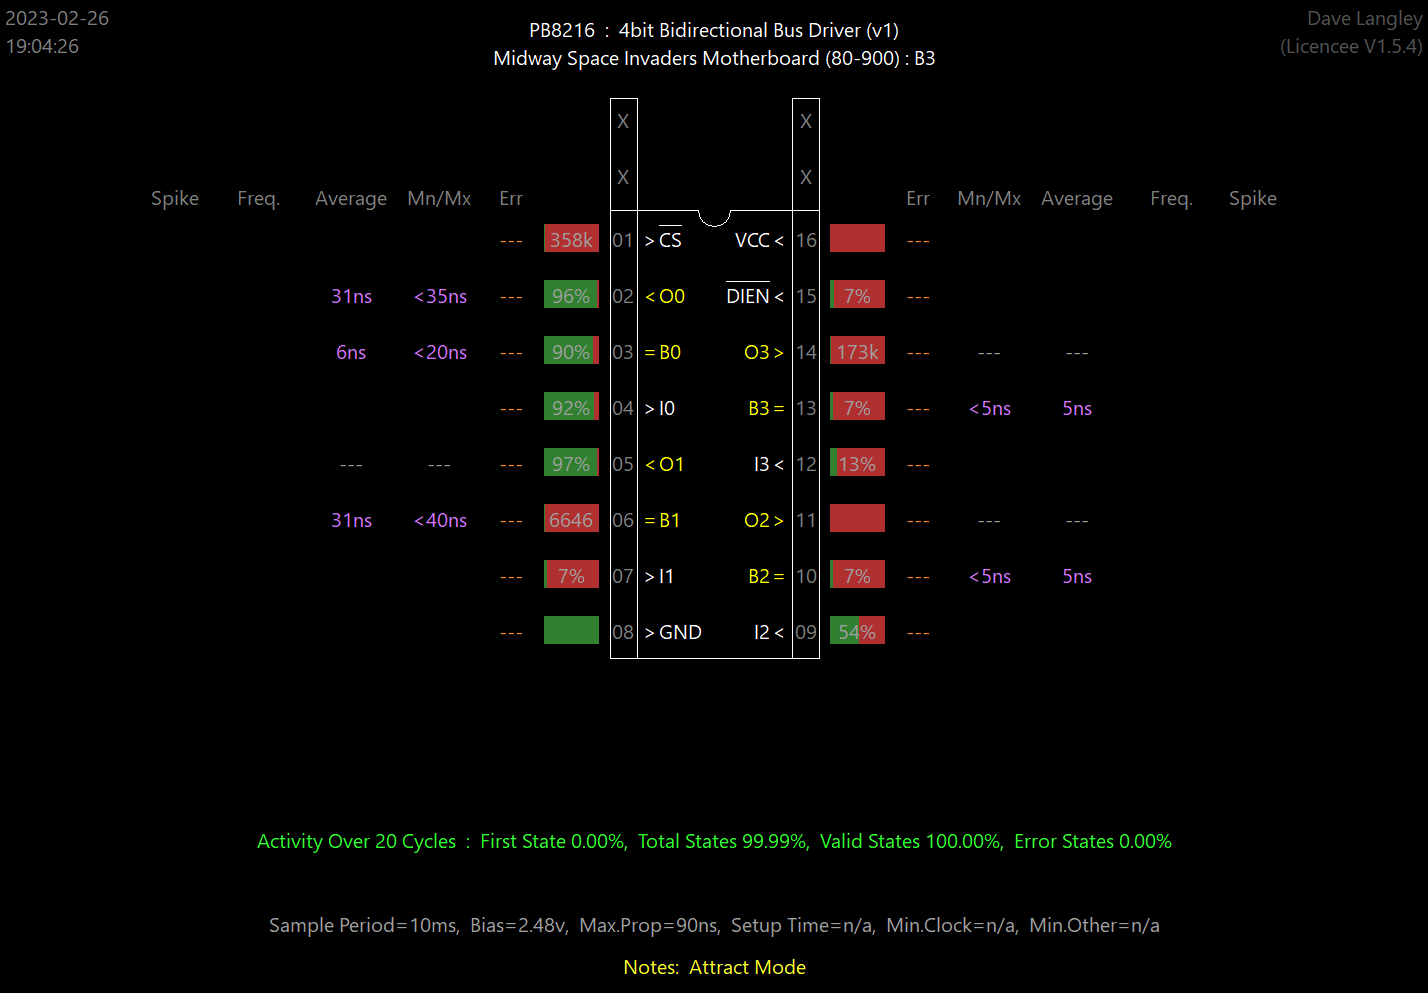 2023-02-26
19:04:26
PB8216 : 4bit Bidirectional Bus Driver (v1)
Midway Space Invaders Motherboard (80-900) : B3
Dave Langley
(Licencee V1.5.4)
X X
X X
Spike Freq. Average Mn/Mx Err Err Mn/Mx Average Freq. Spike
--- 358k 01 > CS VCC < 16 ---
31ns <35ns --- 96% 02 < O0 DIEN < 15 7% ---
6ns <20ns --- 90% 03 = B0 O3 > 14 173k --- --- ---
--- 92% 04 > I0 B3 = 13 7% --- <5ns 5ns
--- --- --- 97% 05 < O1 I3 < 12 13% ---
31ns <40ns --- 6646 06 = B1 O2 > 11 --- --- ---
--- 7% 07 > I1 B2 = 10 7% --- <5ns 5ns
--- 08 > GND I2 < 09 54% ---
Activity Over 20 Cycles : First State 0.00%, Total States 99.99%, Valid States 100.00%, Error States 0.00%
Sample Period=10ms, Bias=2.48v, Max.Prop=90ns, Setup Time=n/a, Min.Clock=n/a, Min.Other=n/a
Notes: Attract Mode